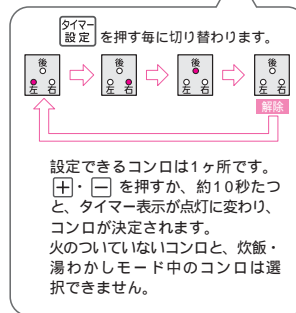 タイマー
設定 を押す毎に切り替わります。
後 後 後 後
左 右 左 右 左 右 左 右
解除
設定できるコンロは1ヶ所です。
＋・－ を押すか、約10秒たつ
と、タイマー表示が点灯に変わり、
コンロが決定されます。
火のついていないコンロと、炊飯・
湯わかしモード中のコンロは選
択できません。